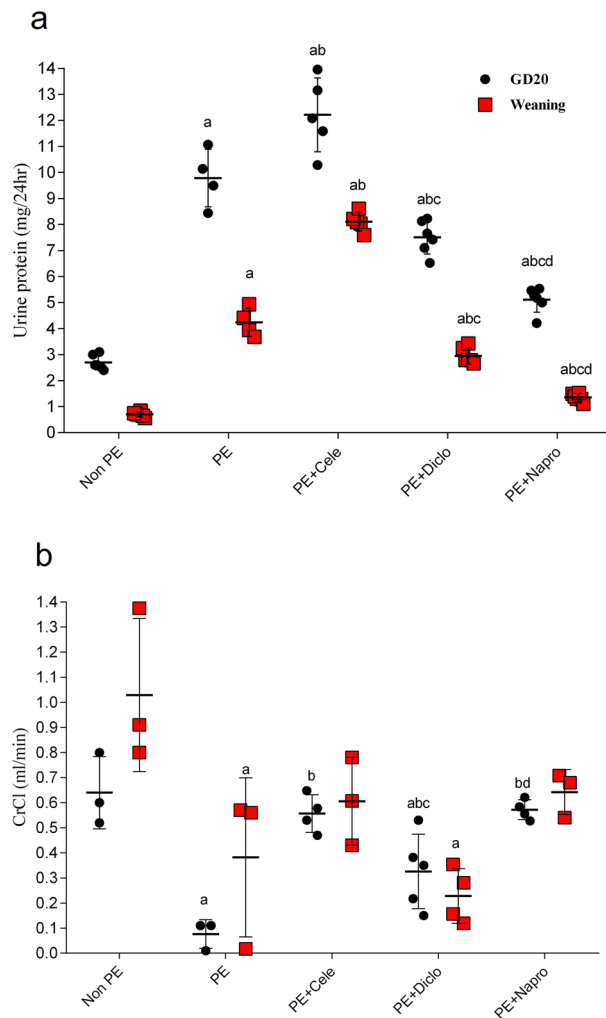 a
Urine protein (mg/24hr)
14
13
12
11
10
9
8
7
6
5
4
3
2
1
0
a
a
ab
ab
abc
abc
abcd
abcd
GD20
Weaning
Non PE
PE
PE+Cele
PE+Diclo
PE+Napro
b
CrCl (ml/min)
1.4
1.3
1.2
1.1
1.0
0.9
0.8
0.7
0.6
0.5
0.4
0.3
0.2
0.1
0.0
a
a
b
abc
a
bd
Non PE
PE
PE+Cele
PE+Diclo
PE+Napro